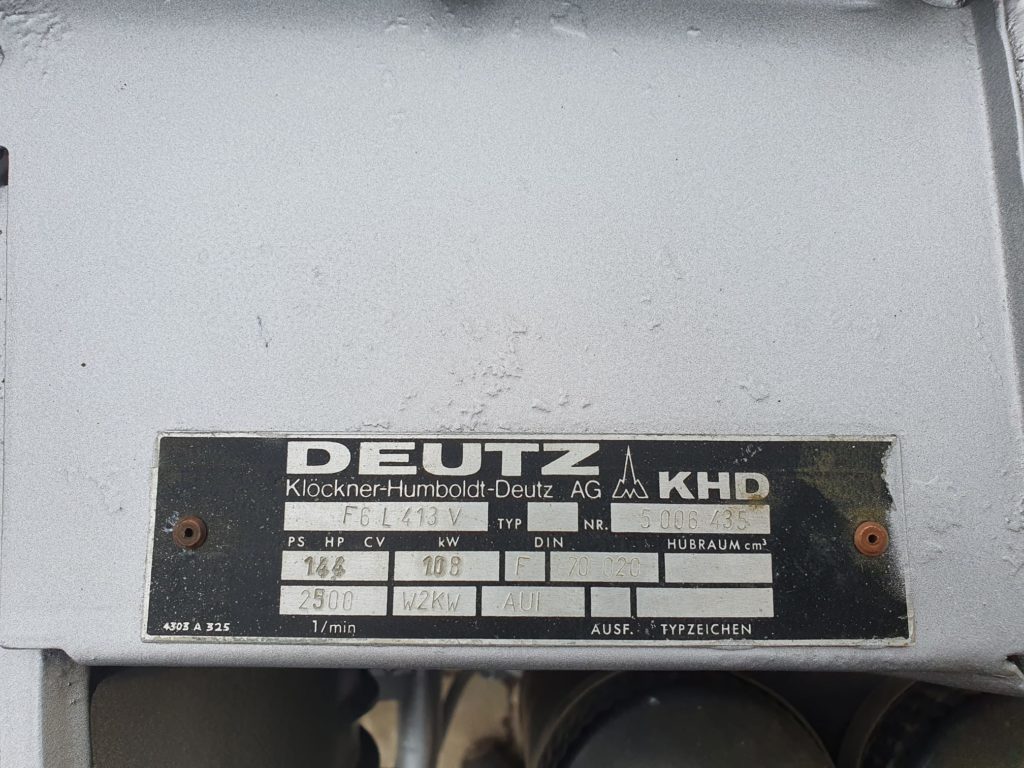 DEUTZ
Klöckner-Humboldt-Deutz AG KHD
F6 L 413 V TYP NR. 5 006 435
PS HP CV kW DIN HUBRAUM cm³
144 108 F 70 020
2500 W2KW AUI
4303 A 325 1/min AUSF. TYPZEICHEN